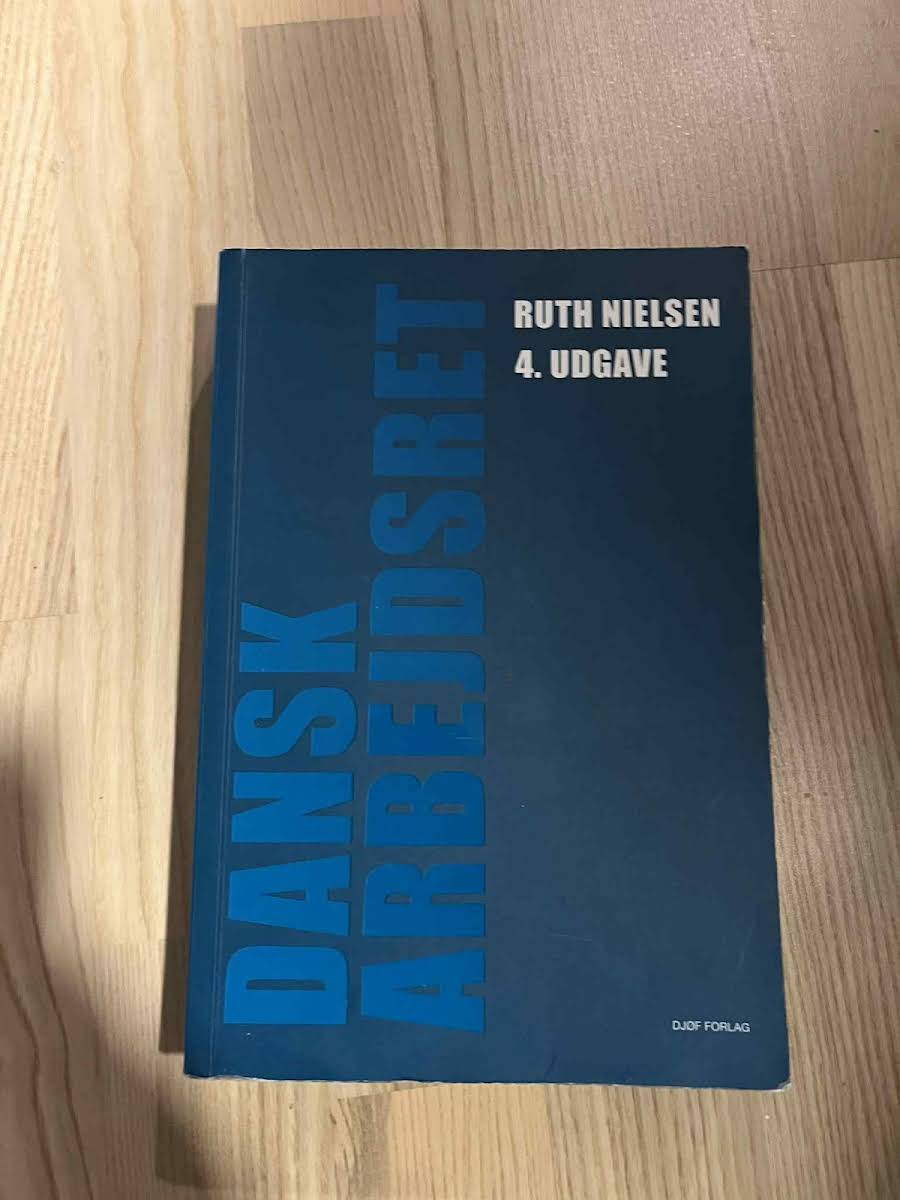 RUTH NIELSEN
4. UDGAVE
DANSK
ARBEJDSRET
DJØF FORLAG